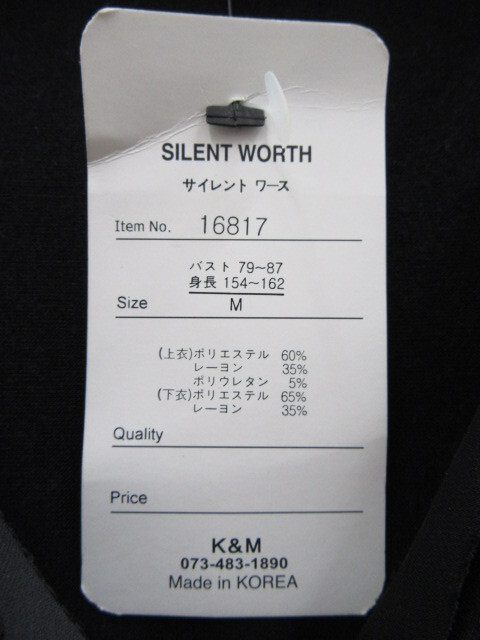 SILENT WORTH
サイレント ワース
Item No. 16817
バスト 79~87
身長 154~162
Size M
(上衣)ポリエステル 60%
レーヨン 35%
ポリウレタン 5%
(下衣)ポリエステル 65%
レーヨン 35%
Quality
Price
K&M
073-483-1890
Made in KOREA